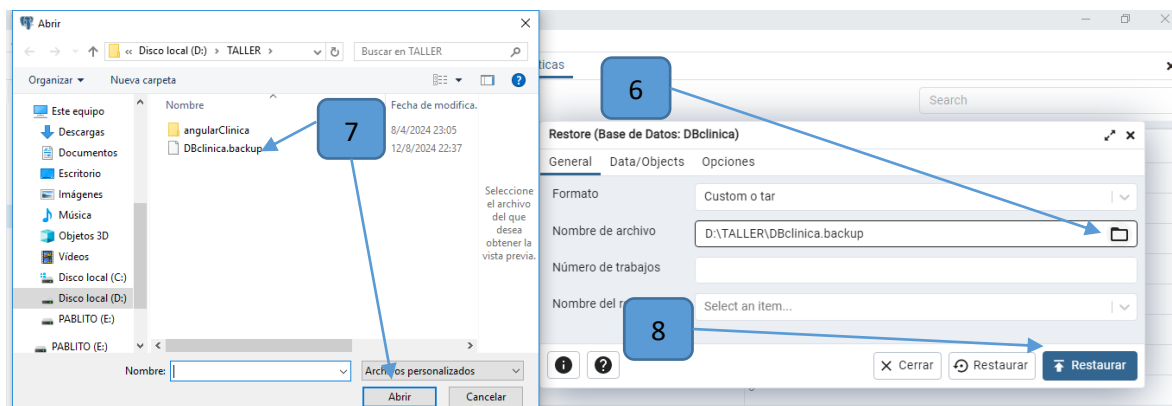 Abrir
« Disco local (D:) › TALLER ›
Buscar en TALLER
Organizar
Nueva carpeta
Este equipo
Descargas
Documentos
Escritorio
Imágenes
Música
Objetos 3D
Vídeos
Disco local (C:)
Disco local (D:)
PABLITO (E:)
PABLITO (E:)
Nombre
Fecha de modifica.
angularClinica
8/4/2024 23:05
DBclinica.backup
12/8/2024 22:37
7
Seleccione
el archivo
del que
desea
obtener la
vista previa.
Nombre:
Archivos personalizados
Abrir
Cancelar
ticas
6
Search
Restore (Base de Datos: DBclinica)
General
Data/Objects
Opciones
Formato
Custom o tar
Nombre de archivo
D:\TALLER\DBclinica.backup
Número de trabajos
Nombre del
Select an item...
8
Cerrar
Restaurar
Restaurar